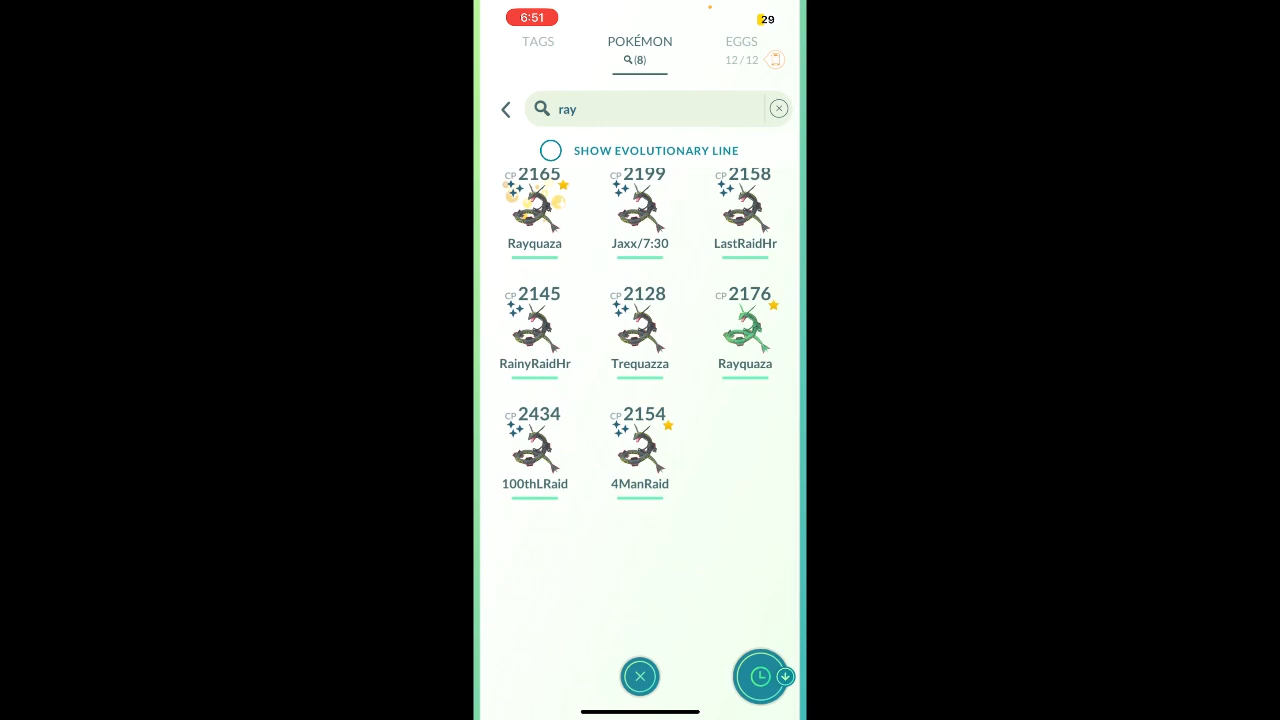 6:51
29
TAGS
POKÉMON
EGGS
(8)
12/12
ray
SHOW EVOLUTIONARY LINE
CP 2165
CP 2199
CP 2158
Rayquaza
Jaxx/7:30
LastRaidHr
CP 2145
CP 2128
CP 2176
RainyRaidHr
Trequazza
Rayquaza
CP 2434
CP 2154
100thLRaid
4ManRaid